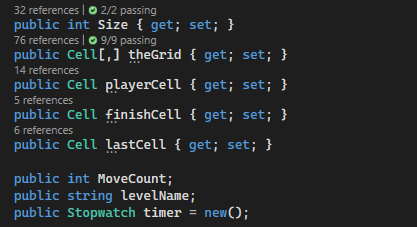 32 references | 2/2 passing
public int Size { get; set; }
76 references | 9/9 passing
public Cell[,] theGrid { get; set; }
14 references
public Cell playerCell { get; set; }
5 references
public Cell finishCell { get; set; }
6 references
public Cell lastCell { get; set; }
public int MoveCount;
public string levelName;
public Stopwatch timer = new();